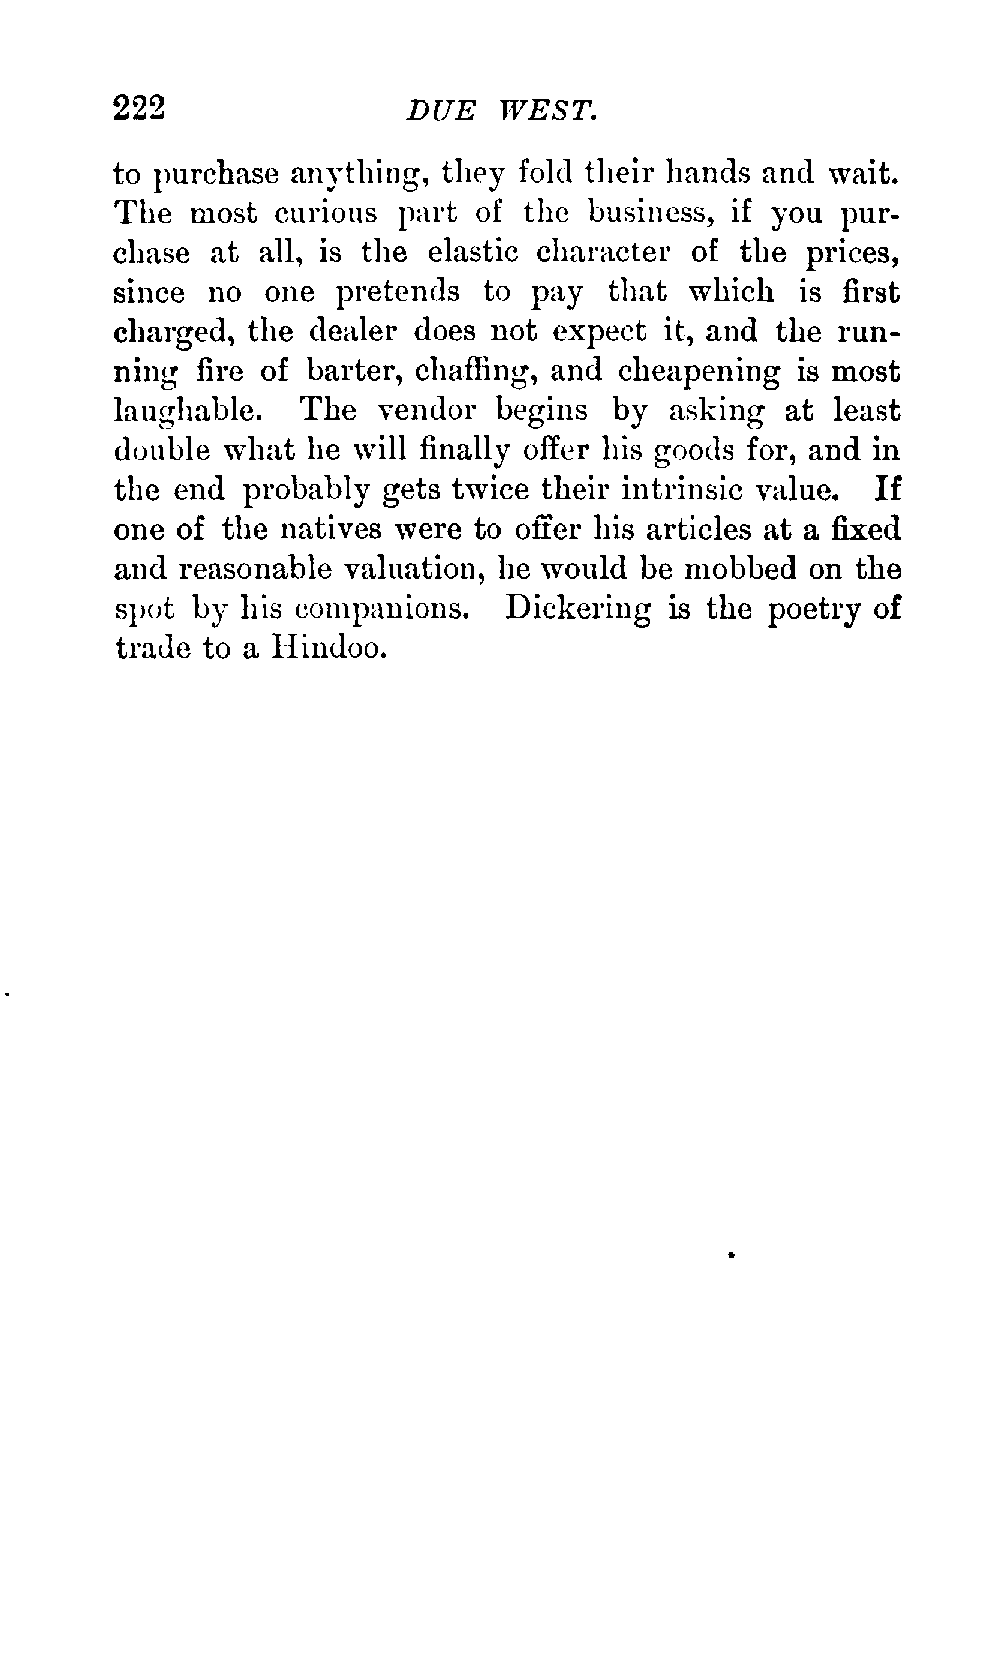 222 DUE WEST.
to purchase anything, they fold their hands and wait.
The most curious part of the business, if you pur-
chase at all, is the elastic character of the prices,
since no one pretends to pay that which is first
charged, the dealer does not expect it, and the run-
ning fire of barter, chaffing, and cheapening is most
laughable. The vendor begins by asking at least
double what he will finally offer his goods for, and in
the end probably gets twice their intrinsic value. If
one of the natives were to offer his articles at a fixed
and reasonable valuation, he would be mobbed on the
spot by his companions. Dickering is the poetry of
trade to a Hindoo.